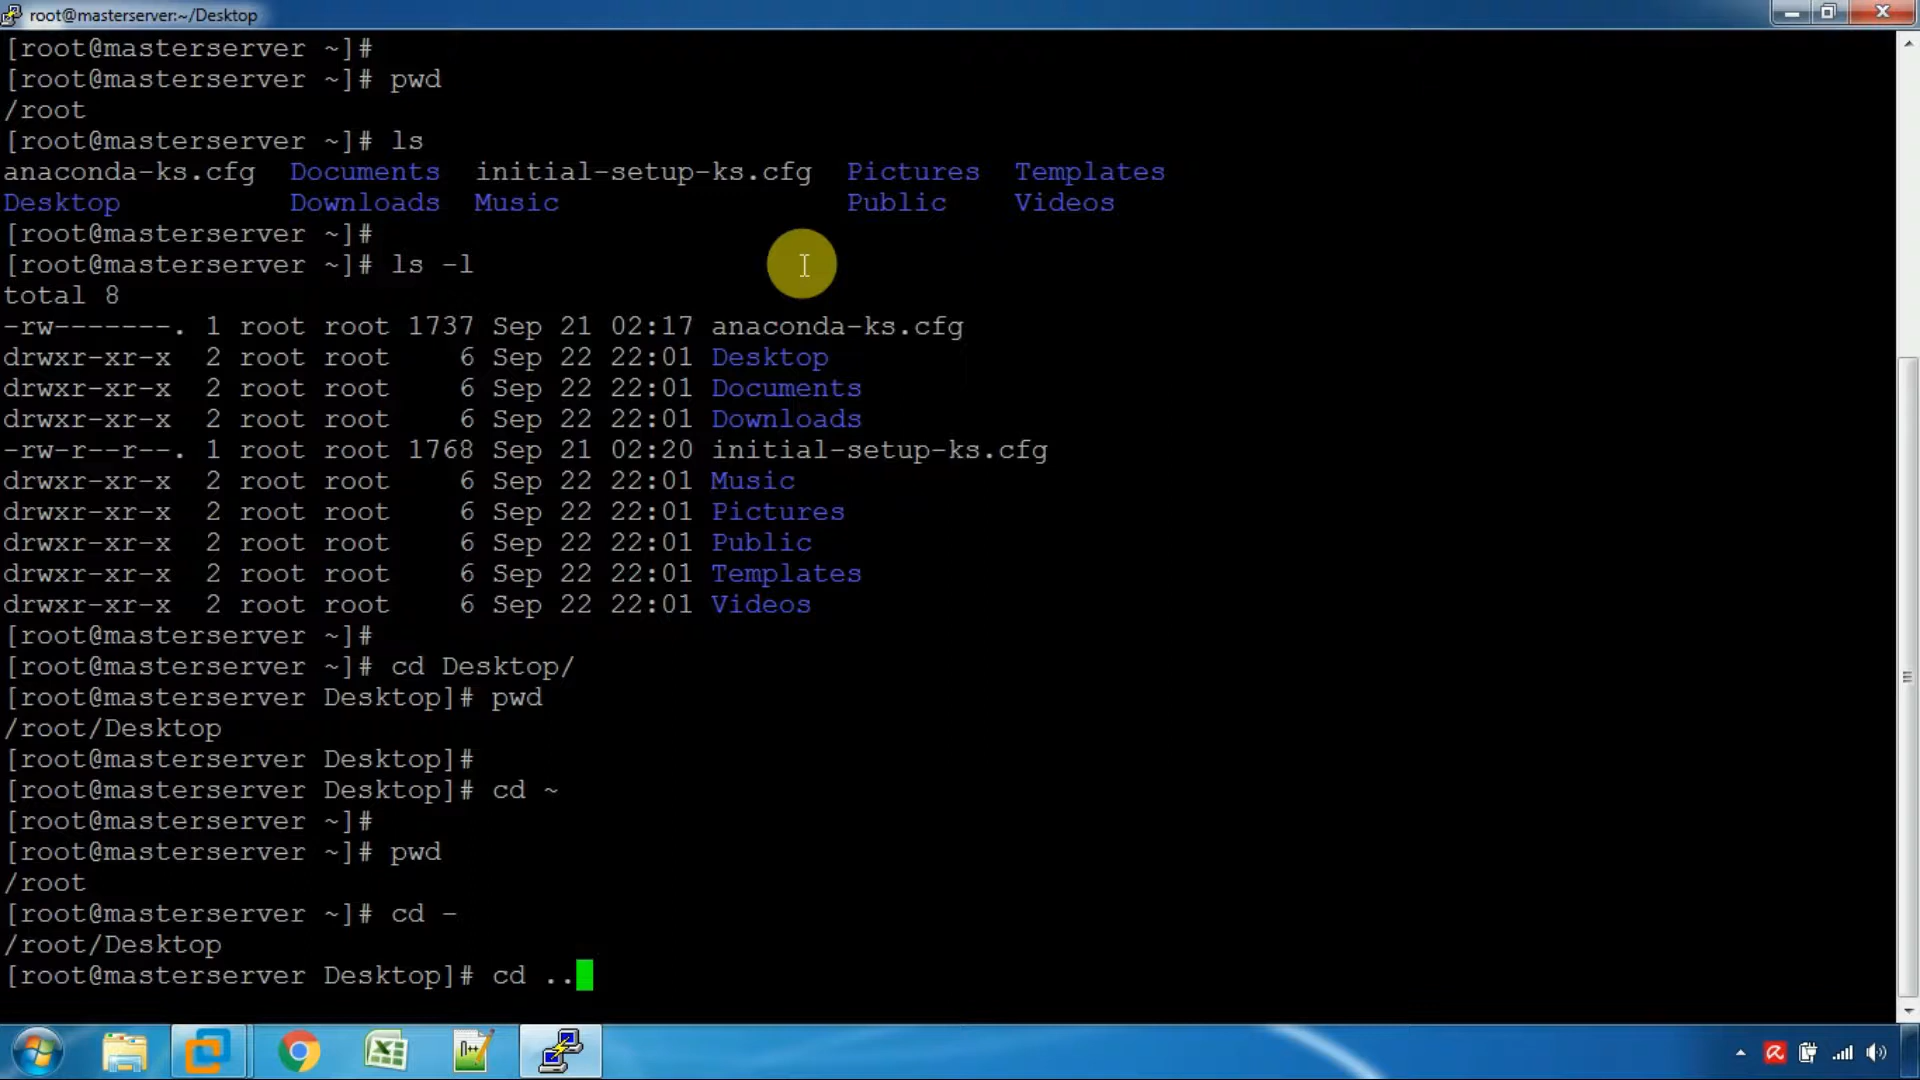 root@masterserver:~/Desktop
[root@masterserver ~]#
[root@masterserver ~]# pwd
/root
[root@masterserver ~]# ls
anaconda-ks.cfg  Documents  initial-setup-ks.cfg  Pictures  Templates
Desktop          Downloads  Music                 Public    Videos
[root@masterserver ~]#
[root@masterserver ~]# ls -l
total 8
-rw-------. 1 root root 1737 Sep 21 02:17 anaconda-ks.cfg
drwxr-xr-x  2 root root    6 Sep 22 22:01 Desktop
drwxr-xr-x  2 root root    6 Sep 22 22:01 Documents
drwxr-xr-x  2 root root    6 Sep 22 22:01 Downloads
-rw-r--r--. 1 root root 1768 Sep 21 02:20 initial-setup-ks.cfg
drwxr-xr-x  2 root root    6 Sep 22 22:01 Music
drwxr-xr-x  2 root root    6 Sep 22 22:01 Pictures
drwxr-xr-x  2 root root    6 Sep 22 22:01 Public
drwxr-xr-x  2 root root    6 Sep 22 22:01 Templates
drwxr-xr-x  2 root root    6 Sep 22 22:01 Videos
[root@masterserver ~]#
[root@masterserver ~]# cd Desktop/
[root@masterserver Desktop]# pwd
/root/Desktop
[root@masterserver Desktop]#
[root@masterserver Desktop]# cd ~
[root@masterserver ~]#
[root@masterserver ~]# pwd
/root
[root@masterserver ~]# cd -
/root/Desktop
[root@masterserver Desktop]# cd ..